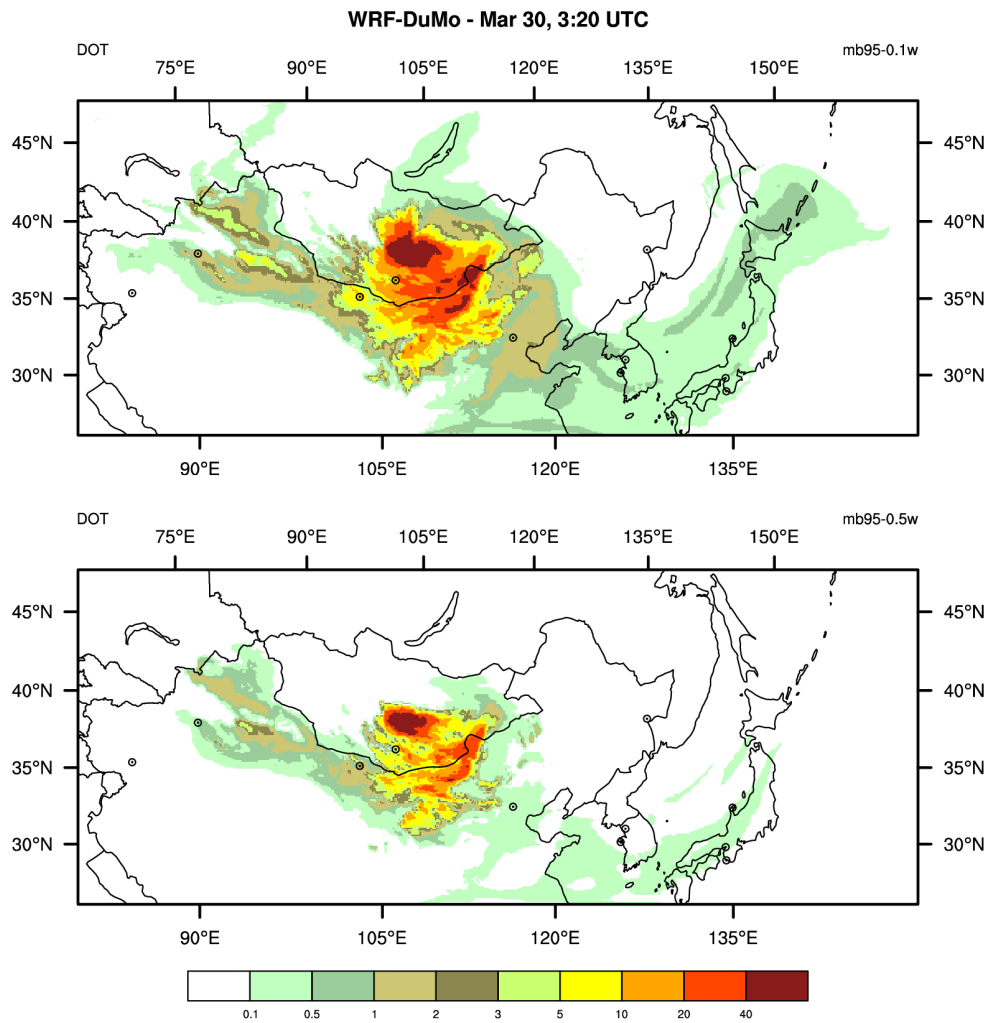 WRF-DuMo - Mar 30, 3:20 UTC
DOT mb95-0.1w
75°E 90°E 105°E 120°E 135°E 150°E
45°N 45°N
40°N 40°N
35°N 35°N
30°N 30°N
90°E 105°E 120°E 135°E
DOT mb95-0.5w
75°E 90°E 105°E 120°E 135°E 150°E
45°N 45°N
40°N 40°N
35°N 35°N
30°N 30°N
90°E 105°E 120°E 135°E
0.1 0.5 1 2 3 5 10 20 40